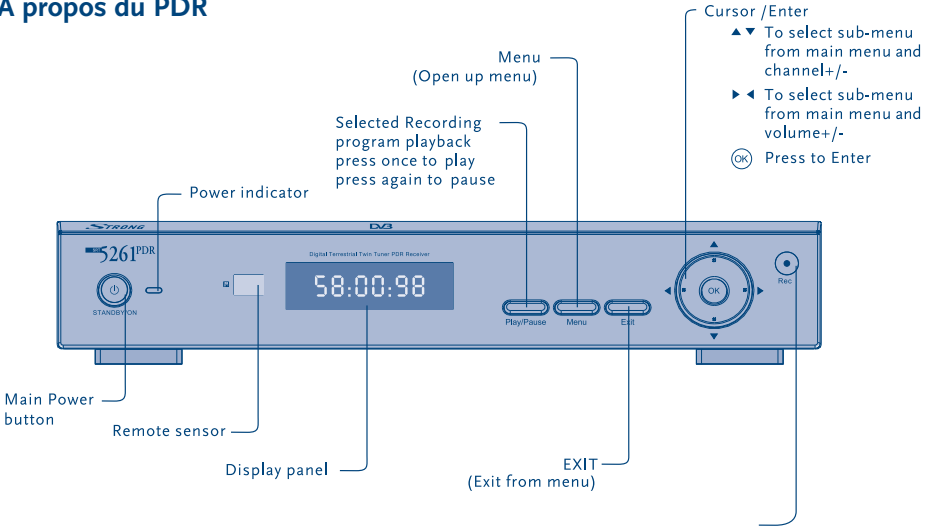 À propos du PDR
Cursor /Enter
▲▼ To select sub-menu
from main menu and
channel+/-
▶◀ To select sub-menu
from main menu and
volume+/-
OK Press to Enter
Menu
(Open up menu)
Selected Recording
program playback
press once to play
press again to pause
Power indicator
STRONG
DVB
5261PDR
Digital Terrestrial Twin Tuner PDR Receiver
58:00:98
OK
Rec
STANDBY/ON
Play/Pause
Menu
Exit
Main Power
button
Remote sensor
Display panel
EXIT
(Exit from menu)